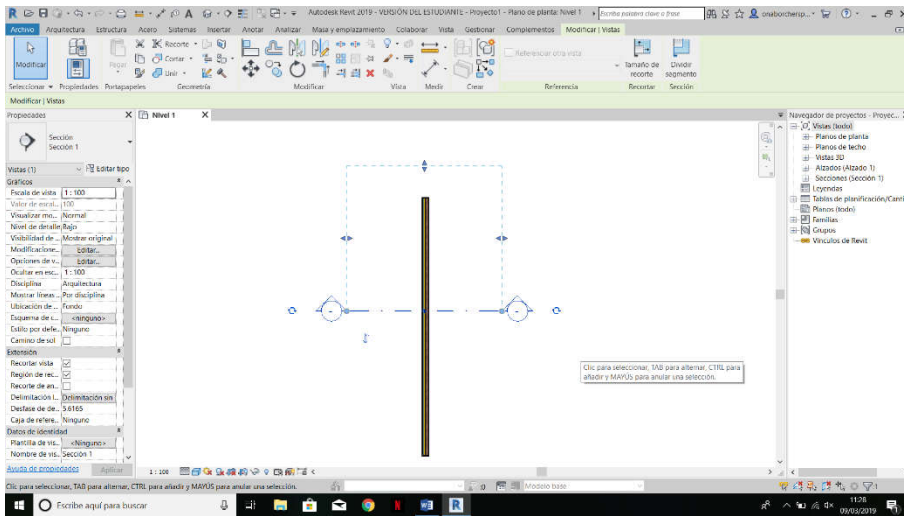 Autodesk Revit 2019 - VERSIÓN DEL ESTUDIANTE - Proyecto1 - Plano de planta: Nivel 1
Escriba palabra clave o frase
onaborchersp...
Archivo Arquitectura Estructura Acero Sistemas Insertar Anotar Analizar Masa y emplazamiento Colaborar Vista Gestionar Complementos Modificar | Vistas
Modificar
Pegar
Recorte
Cortar
Unir
Referenciar otra vista
Tamaño de recorte
Dividir segmento
Seleccionar Propiedades Portapapeles Geometría Modificar Vista Medir Crear Referencia Recortar Sección
Modificar | Vistas
Propiedades
Nivel 1
Navegador de proyectos - Proyec...
Sección
Sección 1
Vistas (1)
Editar tipo
Gráficos
Escala de vista 1 : 100
Valor de escal... 100
Visualizar mo... Normal
Nivel de detalle Bajo
Visibilidad de ... Mostrar original
Modificacione... Editar...
Opciones de v... Editar...
Ocultar en esc... 1 : 100
Disciplina Arquitectura
Mostrar líneas ... Por disciplina
Ubicación de ... Fondo
Esquema de c... <ninguno>
Estilo por defe... Ninguno
Camino de sol
Extensión
Recortar vista
Región de rec...
Recorte de an...
Delimitación l... Delimitación sin
Desfase de de... 5.6165
Caja de refere... Ninguno
Datos de identidad
Plantilla de vis... <Ninguno>
Nombre de vis... Sección 1
Ayuda de propiedades
Aplicar
Vistas (todo)
Planos de planta
Planos de techo
Vistas 3D
Alzados (Alzado 1)
Secciones (Sección 1)
Leyendas
Tablas de planificación/Canti
Planos (todo)
Familias
Grupos
Vínculos de Revit
Clic para seleccionar, TAB para alternar, CTRL para
añadir y MAYÚS para anular una selección.
1 : 100
Clic para seleccionar, TAB para alternar, CTRL para añadir y MAYÚS para anular una selección.
:0
Modelo base
Escribe aquí para buscar
11:28
09/03/2019